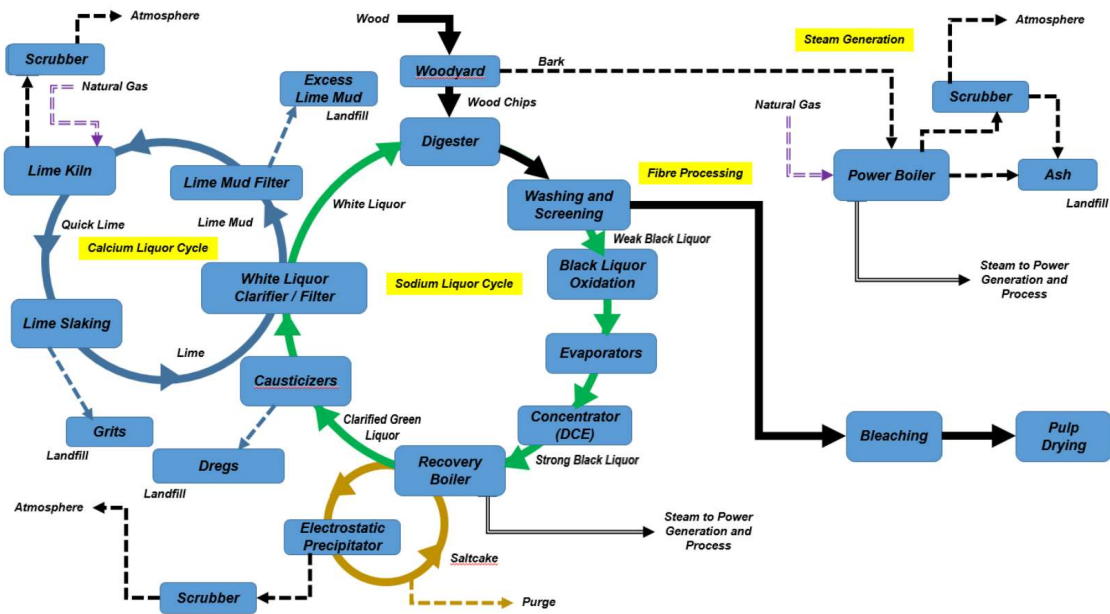 Atmosphere
Scrubber
Natural Gas
Wood
Woodyard
Bark
Wood Chips
Steam Generation
Atmosphere
Excess
Lime Mud
Landfill
Digester
Natural Gas
Scrubber
Lime Kiln
Lime Mud Filter
White Liquor
Washing and
Screening
Fibre Processing
Power Boiler
Ash
Landfill
Quick Lime
Lime Mud
Calcium Liquor Cycle
Weak Black Liquor
Black Liquor
Oxidation
White Liquor
Clarifier / Filter
Sodium Liquor Cycle
Steam to Power
Generation and
Process
Lime Slaking
Lime
Evaporators
Causticizers
Concentrator
(DCE)
Clarified Green
Liquor
Grits
Landfill
Dregs
Landfill
Strong Black Liquor
Recovery
Boiler
Bleaching
Pulp
Drying
Atmosphere
Electrostatic
Precipitator
Saltcake
Steam to Power
Generation and
Process
Scrubber
Purge